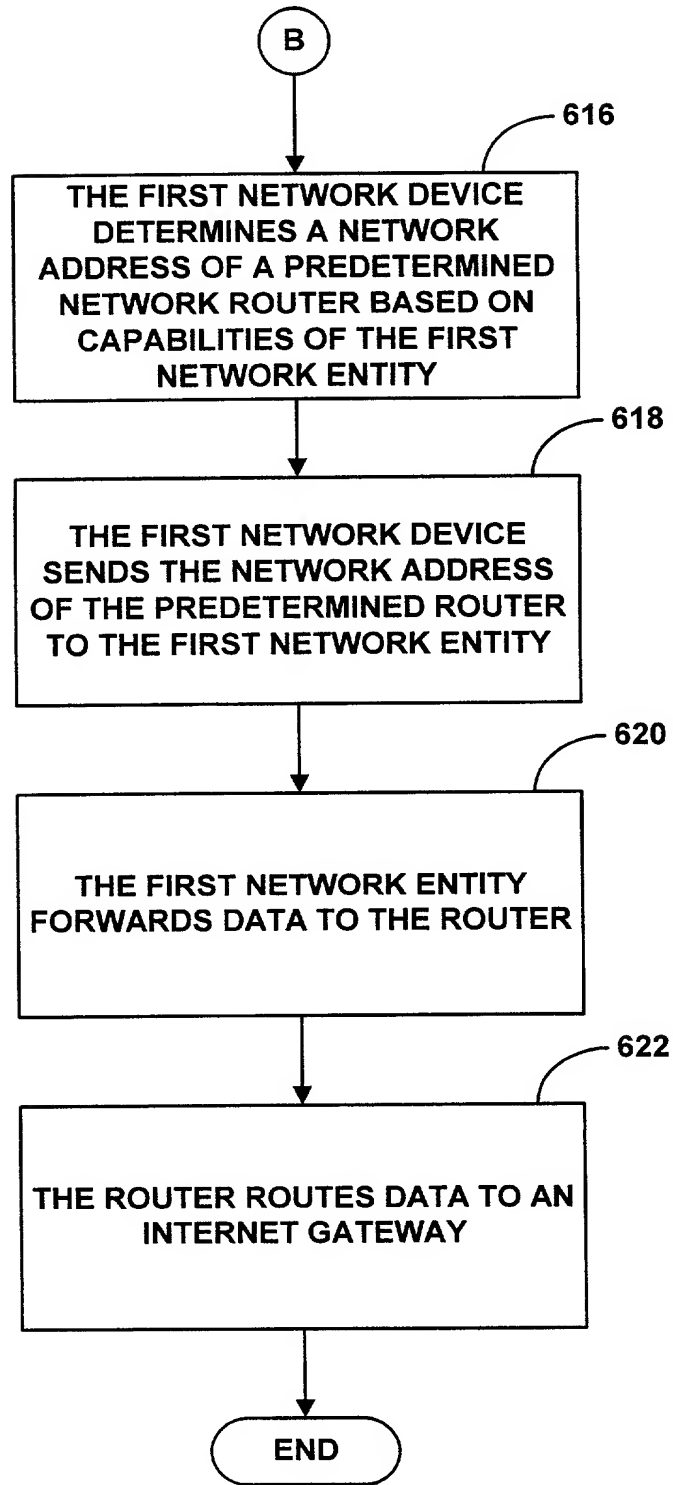 B
616
THE FIRST NETWORK DEVICE
DETERMINES A NETWORK
ADDRESS OF A PREDETERMINED
NETWORK ROUTER BASED ON
CAPABILITIES OF THE FIRST
NETWORK ENTITY
618
THE FIRST NETWORK DEVICE
SENDS THE NETWORK ADDRESS
OF THE PREDETERMINED ROUTER
TO THE FIRST NETWORK ENTITY
620
THE FIRST NETWORK ENTITY
FORWARDS DATA TO THE ROUTER
622
THE ROUTER ROUTES DATA TO AN
INTERNET GATEWAY
END